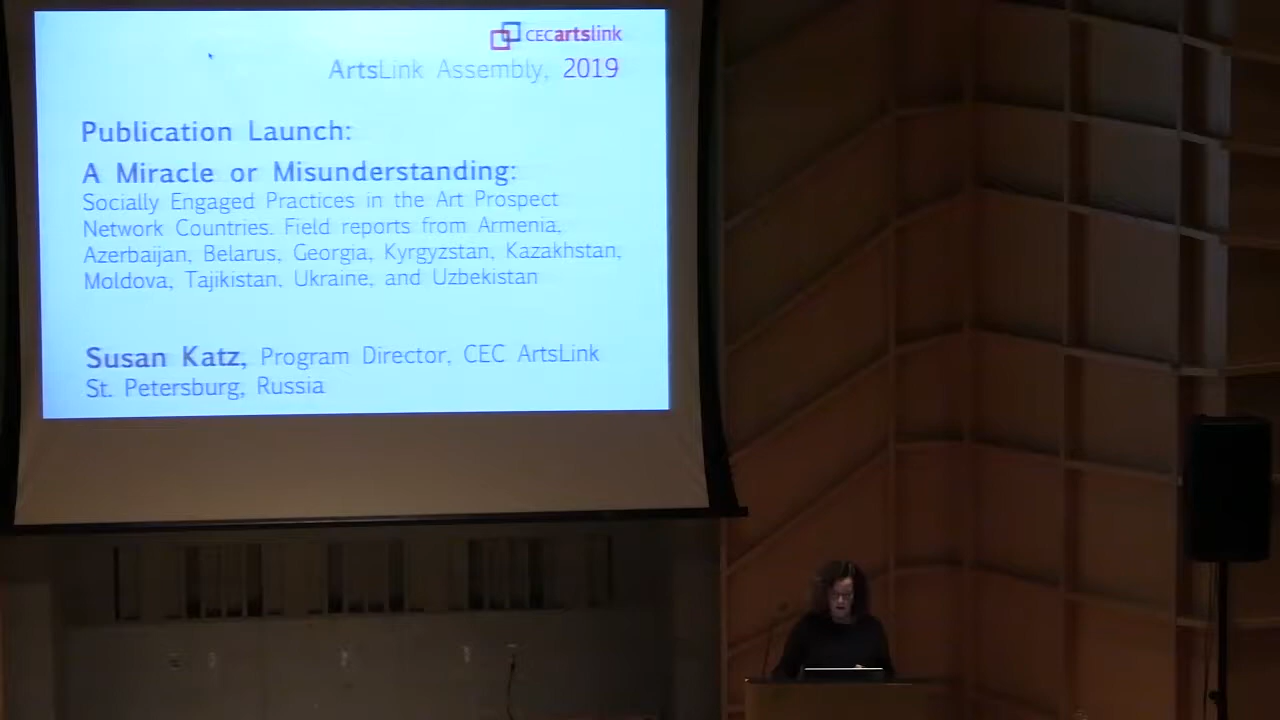 CECartslink
ArtsLink Assembly, 2019
Publication Launch:
A Miracle or Misunderstanding:
Socially Engaged Practices in the Art Prospect
Network Countries. Field reports from Armenia,
Azerbaijan, Belarus, Georgia, Kyrgyzstan, Kazakhstan,
Moldova, Tajikistan, Ukraine, and Uzbekistan
Susan Katz, Program Director, CEC ArtsLink
St. Petersburg, Russia